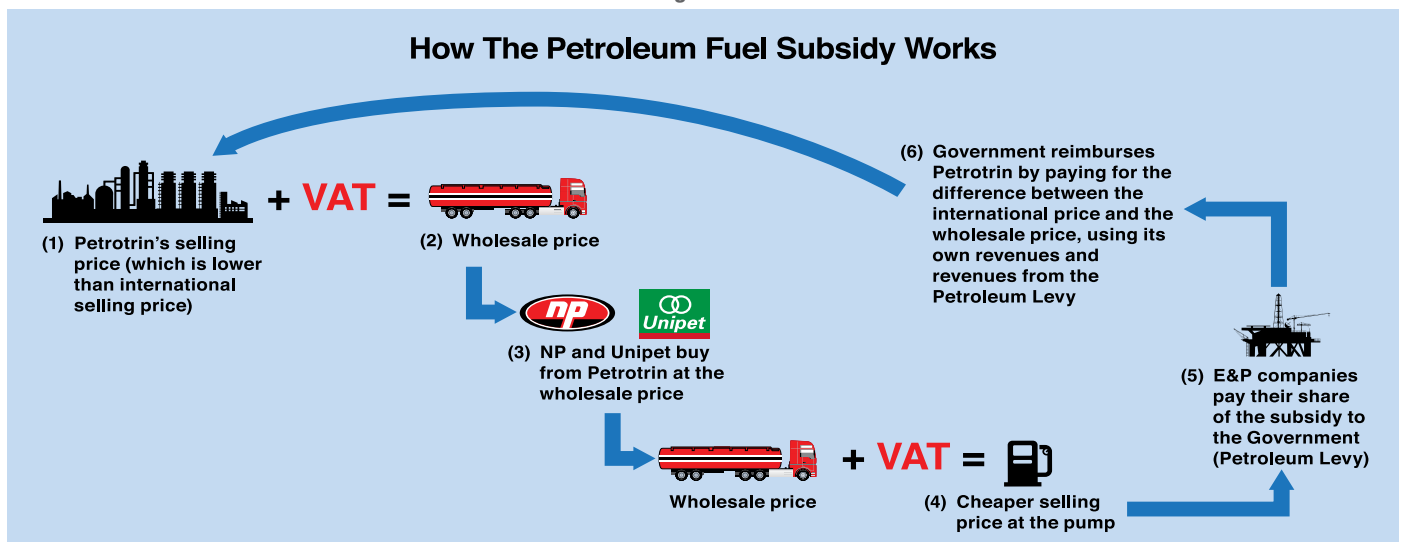 How The Petroleum Fuel Subsidy Works
+ VAT =
(1) Petrotrin's selling
price (which is lower
than international
selling price)
(2) Wholesale price
np
Unipet
(3) NP and Unipet buy
from Petrotrin at the
wholesale price
Wholesale price
+ VAT =
(4) Cheaper selling
price at the pump
(5) E&P companies
pay their share
of the subsidy to
the Government
(Petroleum Levy)
(6) Government reimburses
Petrotrin by paying for the
difference between the
international price and the
wholesale price, using its
own revenues and
revenues from the
Petroleum Levy